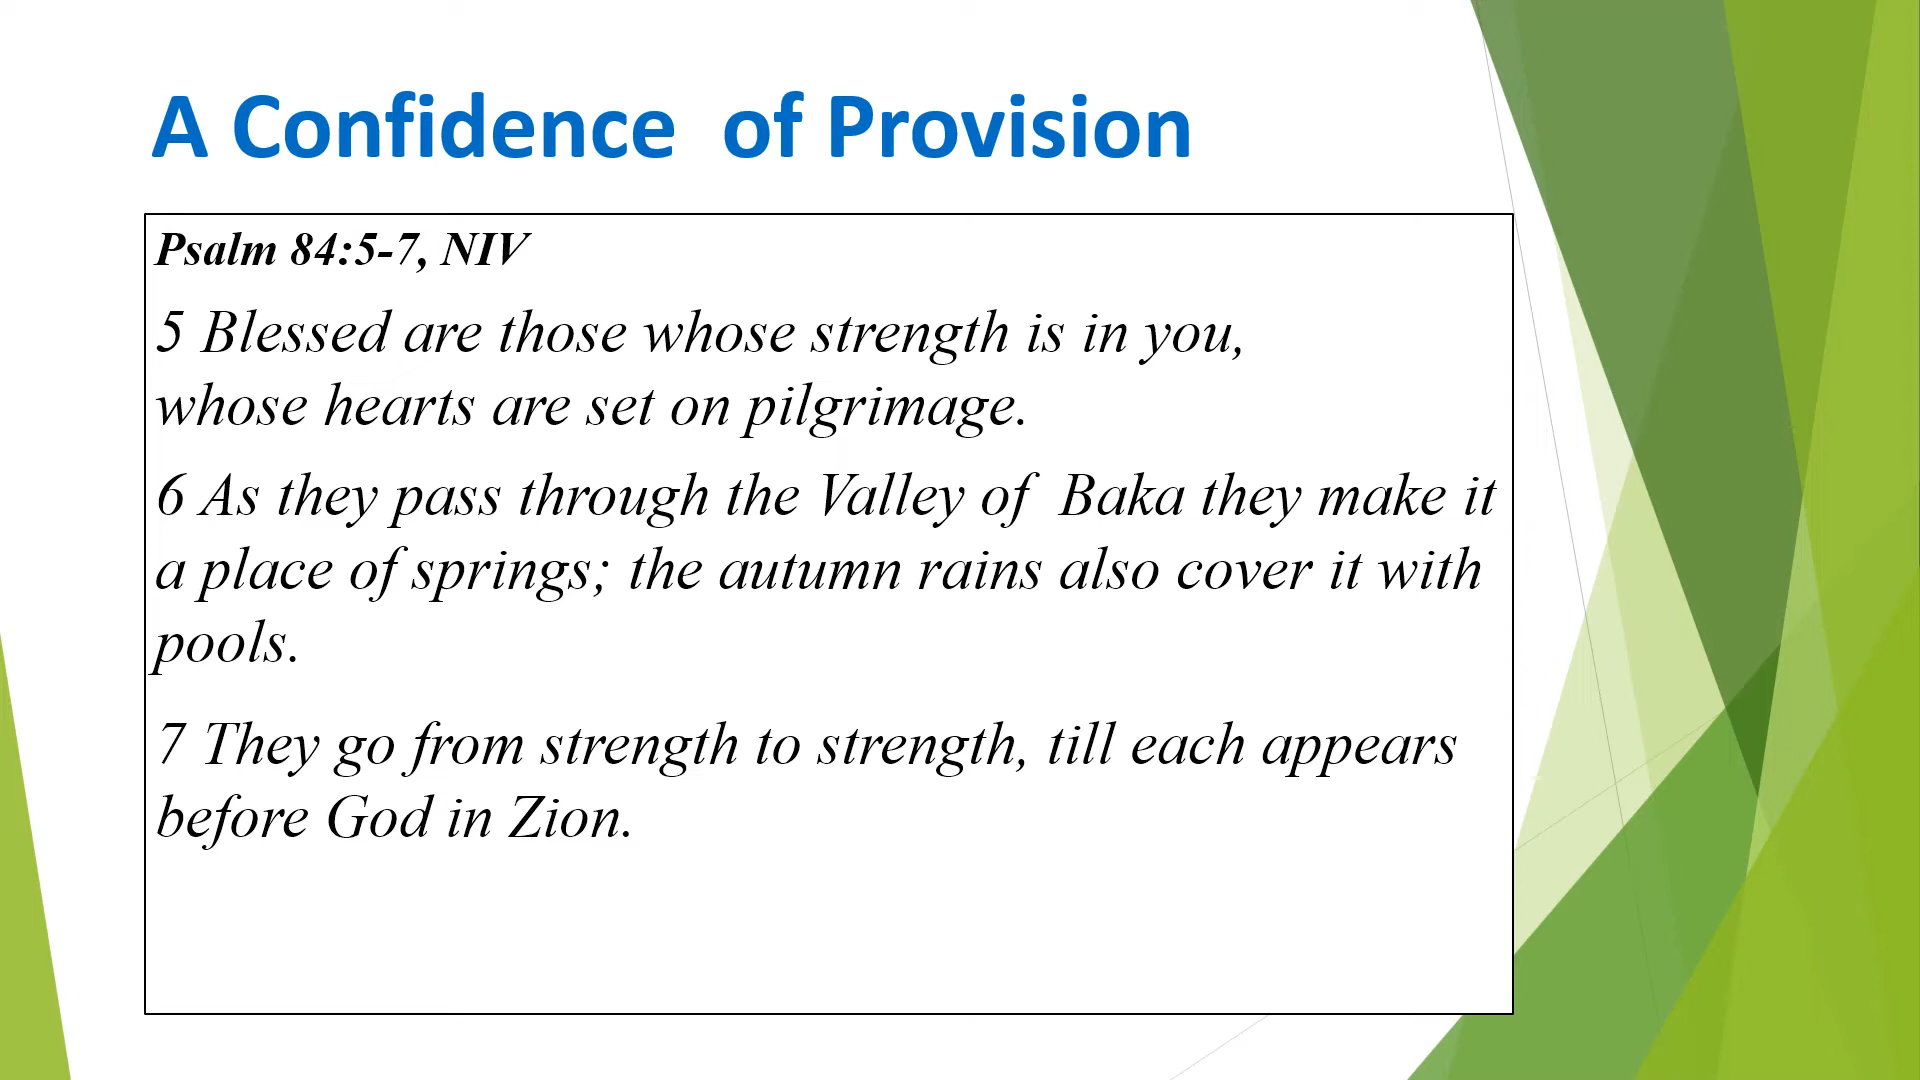 A Confidence  of Provision
Psalm 84:5-7, NIV
5 Blessed are those whose strength is in you,
whose hearts are set on pilgrimage.
6 As they pass through the Valley of  Baka they make it
a place of springs; the autumn rains also cover it with
pools.
7 They go from strength to strength, till each appears
before God in Zion.